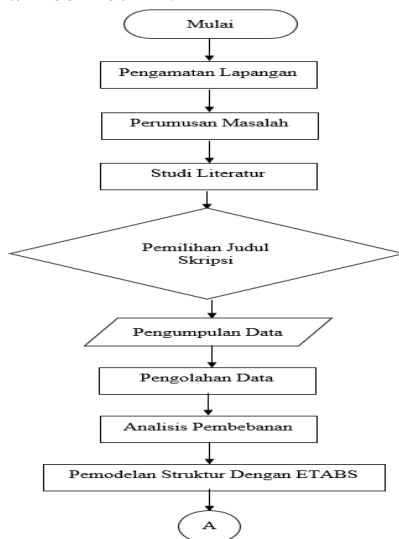 Mulai
Pengamatan Lapangan
Perumusan Masalah
Studi Literatur
Pemilihan Judul
Skripsi
Pengumpulan Data
Pengolahan Data
Analisis Pembebanan
Pemodelan Struktur Dengan ETABS
A